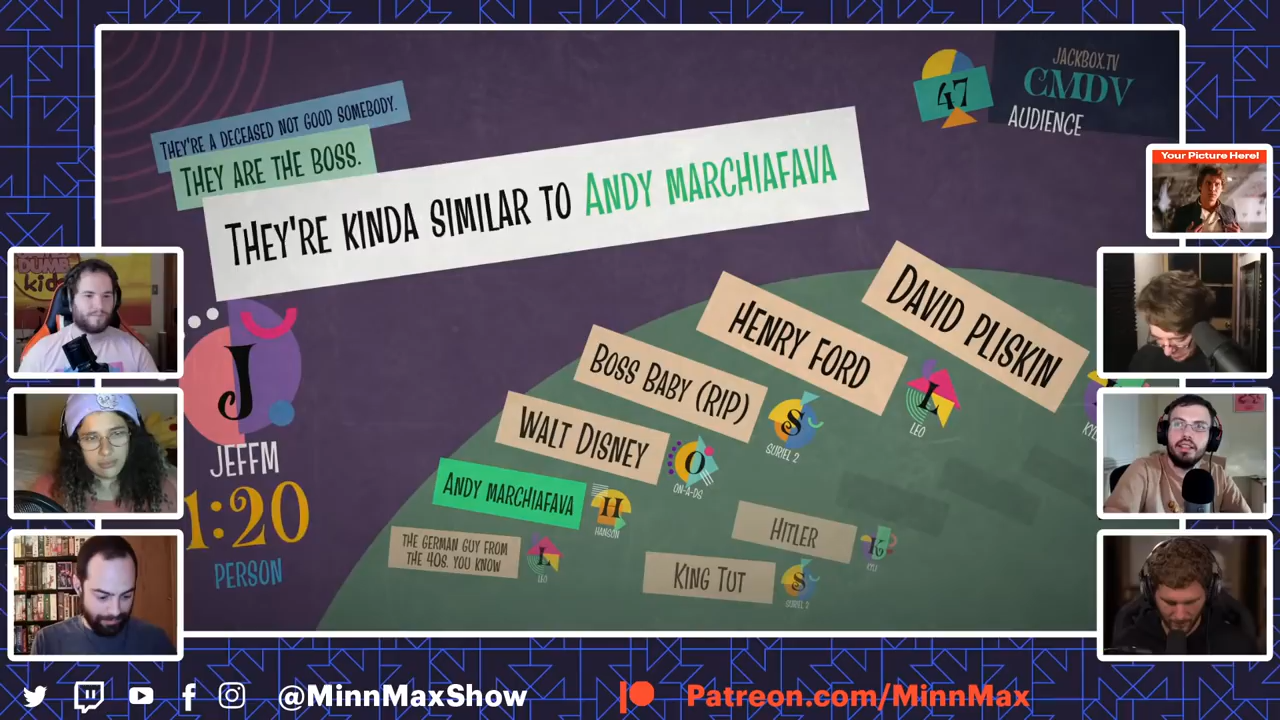 THEY'RE A DECEASED NOT GOOD SOMEBODY.
THEY ARE THE BOSS.
THEY'RE KINDA SIMILAR TO ANDY MARCHIAFAVA
47
JACKBOX.TV
CMDV
AUDIENCE
Your Picture Here!
DAVID PLISKIN
HENRY FORD
L
LEO
BOSS BABY (RIP)
S
SURIEL 2
WALT DISNEY
O
ON-A-DS
ANDY MARCHIAFAVA
H
HANSON
THE GERMAN GUY FROM
THE 40S. YOU KNOW
L
LEO
HITLER
K
KYLE
KING TUT
S
SURIEL 2
J
JEFFM
1:20
PERSON
@MinnMaxShow
Patreon.com/MinnMax